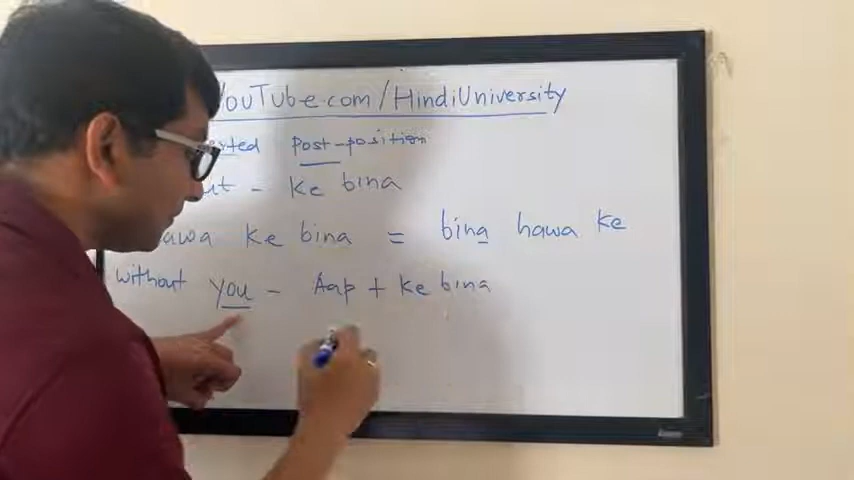 YouTube.com/HindiUniversity
Post-position
- Ke bina
Ke bina = bina hawa ke
without you - Aap + Ke bina